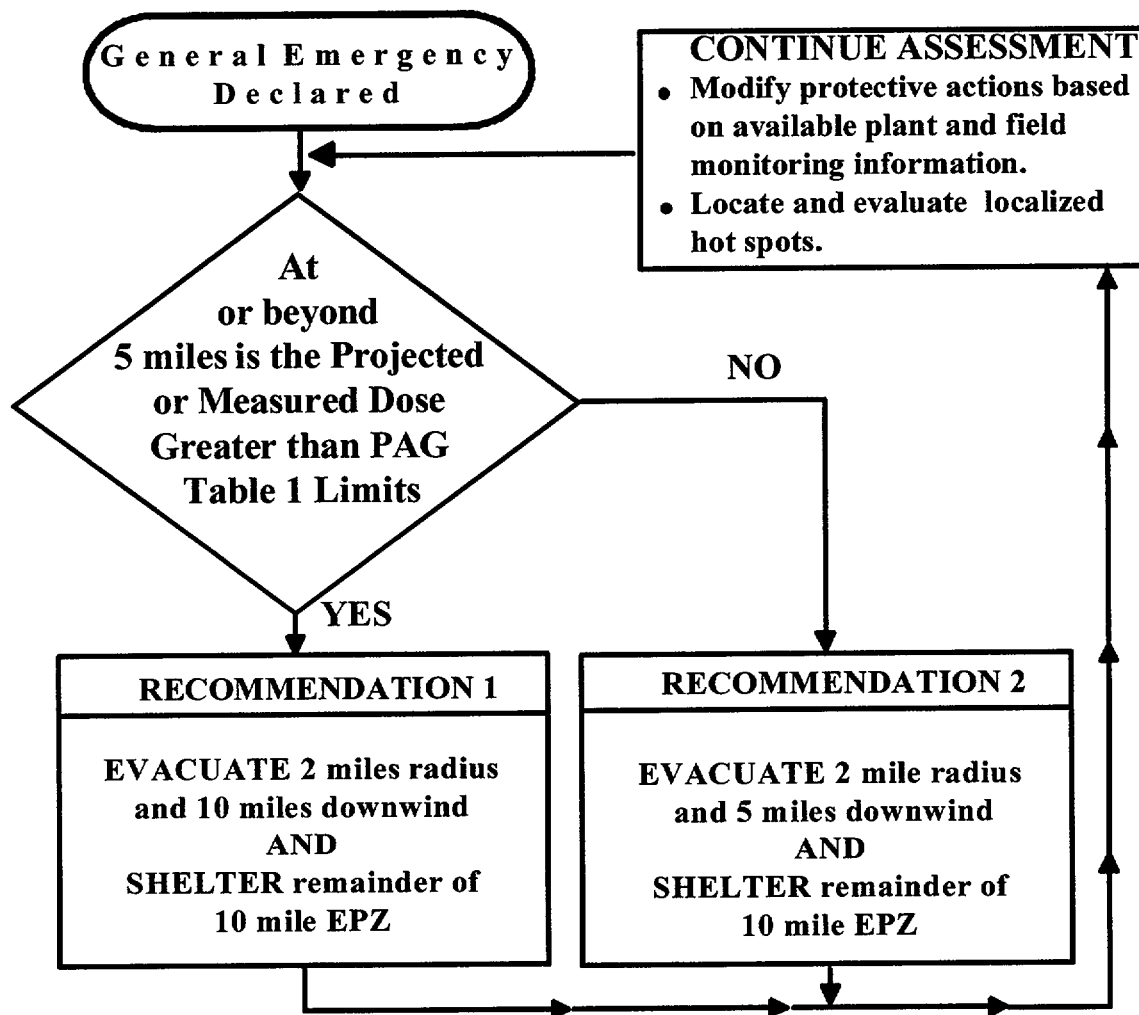 General Emergency
Declared
CONTINUE ASSESSMENT
• Modify protective actions based
on available plant and field
monitoring information.
• Locate and evaluate localized
hot spots.
At
or beyond
5 miles is the Projected
or Measured Dose
Greater than PAG
Table 1 Limits
NO
YES
RECOMMENDATION 1
EVACUATE 2 miles radius
and 10 miles downwind
AND
SHELTER remainder of
10 mile EPZ
RECOMMENDATION 2
EVACUATE 2 mile radius
and 5 miles downwind
AND
SHELTER remainder of
10 mile EPZ